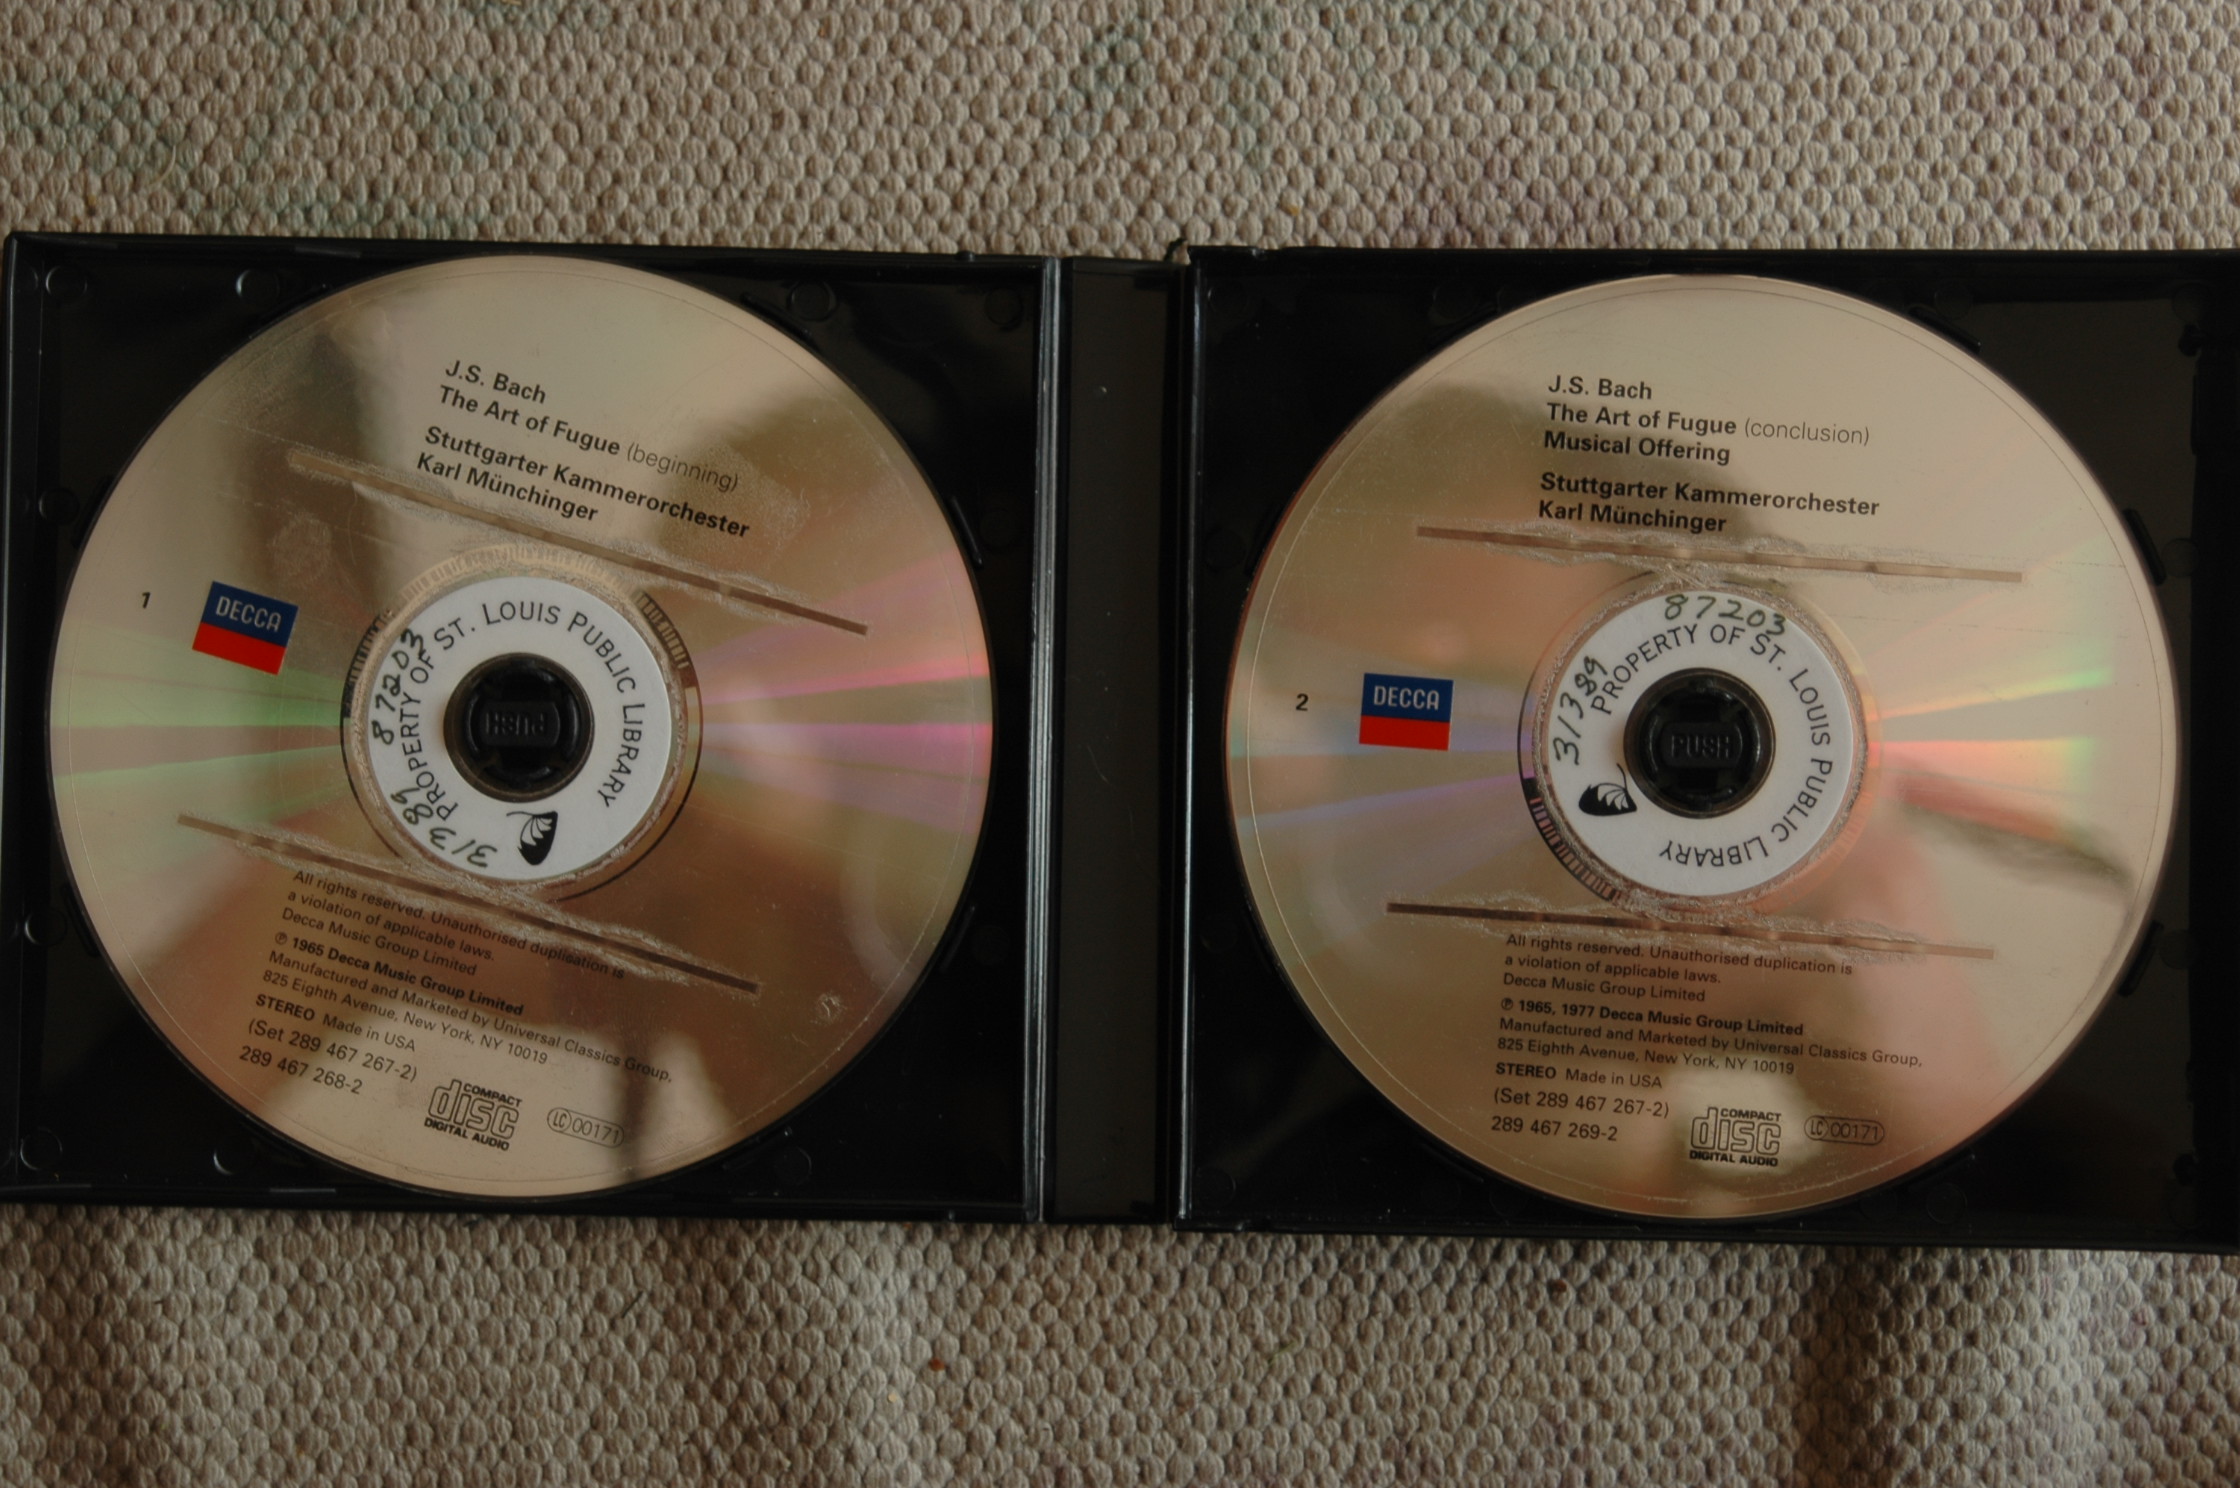 J.S. Bach
The Art of Fugue (beginning)
Stuttgarter Kammerorchester
Karl Münchinger
1
DECCA
PROPERTY OF ST. LOUIS PUBLIC LIBRARY
87203
31389
PUSH
All rights reserved. Unauthorised duplication is
a violation of applicable laws.
Decca Music Group Limited
℗ 1965 Decca Music Group Limited
Manufactured and Marketed by Universal Classics Group,
825 Eighth Avenue, New York, NY 10019
STEREO Made in USA
(Set 289 467 267-2)
289 467 268-2
COMPACT
disc
DIGITAL AUDIO
LC 00171
J.S. Bach
The Art of Fugue (conclusion)
Musical Offering
Stuttgarter Kammerorchester
Karl Münchinger
2
DECCA
87203
31389
PROPERTY OF ST. LOUIS PUBLIC LIBRARY
PUSH
All rights reserved. Unauthorised duplication is
a violation of applicable laws.
Decca Music Group Limited
℗ 1965, 1977 Decca Music Group Limited
Manufactured and Marketed by Universal Classics Group,
825 Eighth Avenue, New York, NY 10019
STEREO Made in USA
(Set 289 467 267-2)
289 467 269-2
COMPACT
disc
DIGITAL AUDIO
LC 00171